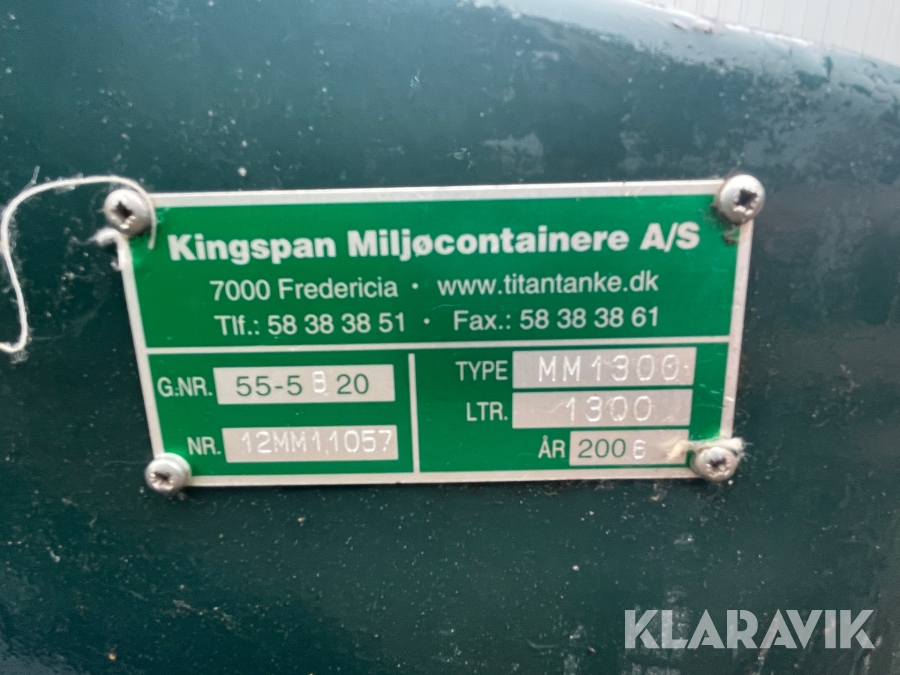 Kingspan Miljøcontainere A/S
7000 Fredericia · www.titantanke.dk
Tlf.: 58 38 38 51 · Fax.: 58 38 38 61
G.NR. 55-5 8 20
NR. 12MM11057
TYPE MM1300
LTR. 1300
ÅR 2006
KLARAVIK